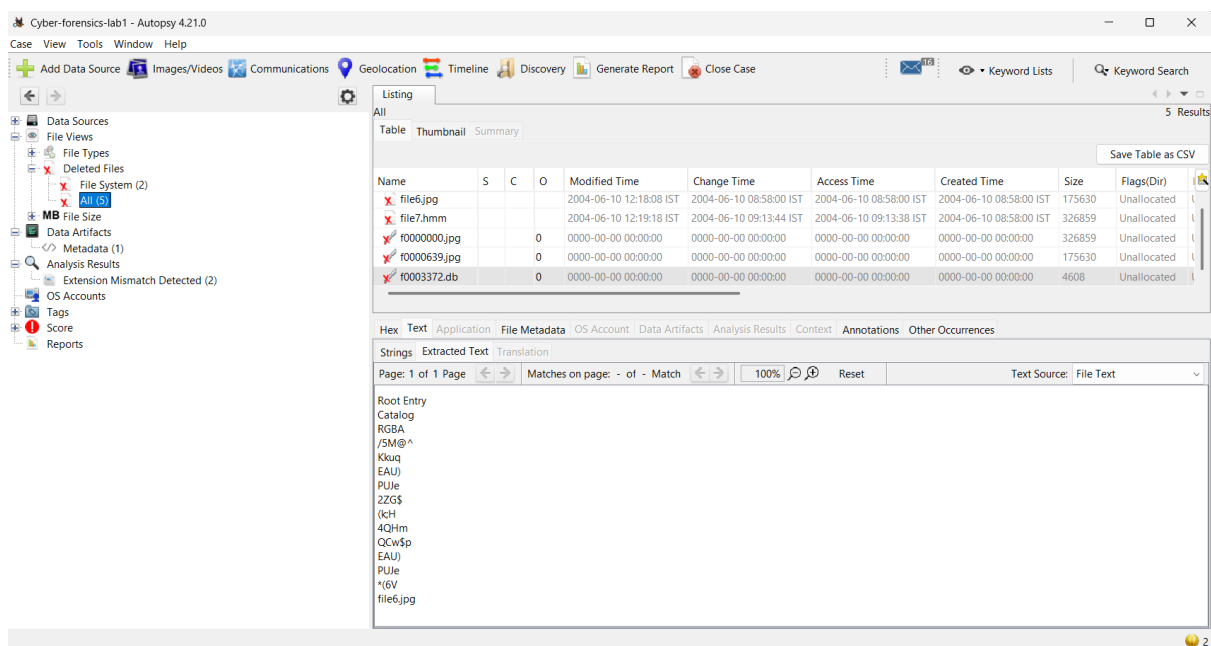 Cyber-forensics-lab1 - Autopsy 4.21.0
Case View Tools Window Help
Add Data Source Images/Videos Communications Geolocation Timeline Discovery Generate Report Close Case 16 Keyword Lists Keyword Search
Listing
All 5 Results
Table Thumbnail Summary
Save Table as CSV
Data Sources
File Views
File Types
Deleted Files
File System (2)
All (5)
MB File Size
Data Artifacts
Metadata (1)
Analysis Results
Extension Mismatch Detected (2)
OS Accounts
Tags
Score
Reports
Name S C O Modified Time Change Time Access Time Created Time Size Flags(Dir)
file6.jpg 2004-06-10 12:18:08 IST 2004-06-10 08:58:00 IST 2004-06-10 08:58:00 IST 2004-06-10 08:58:00 IST 175630 Unallocated
file7.hmm 2004-06-10 12:19:18 IST 2004-06-10 09:13:44 IST 2004-06-10 09:13:38 IST 2004-06-10 08:58:00 IST 326859 Unallocated
f0000000.jpg 0 0000-00-00 00:00:00 0000-00-00 00:00:00 0000-00-00 00:00:00 0000-00-00 00:00:00 326859 Unallocated
f0000639.jpg 0 0000-00-00 00:00:00 0000-00-00 00:00:00 0000-00-00 00:00:00 0000-00-00 00:00:00 175630 Unallocated
f0003372.db 0 0000-00-00 00:00:00 0000-00-00 00:00:00 0000-00-00 00:00:00 0000-00-00 00:00:00 4608 Unallocated
Hex Text Application File Metadata OS Account Data Artifacts Analysis Results Context Annotations Other Occurrences
Strings Extracted Text Translation
Page: 1 of 1 Page Matches on page: - of - Match 100% Reset Text Source: File Text
Root Entry
Catalog
RGBA
/5M@^
Kkuq
EAU)
PUJe
2ZG$
(k;H
4QHm
QCw$p
EAU)
PUJe
*(6V
file6.jpg
2